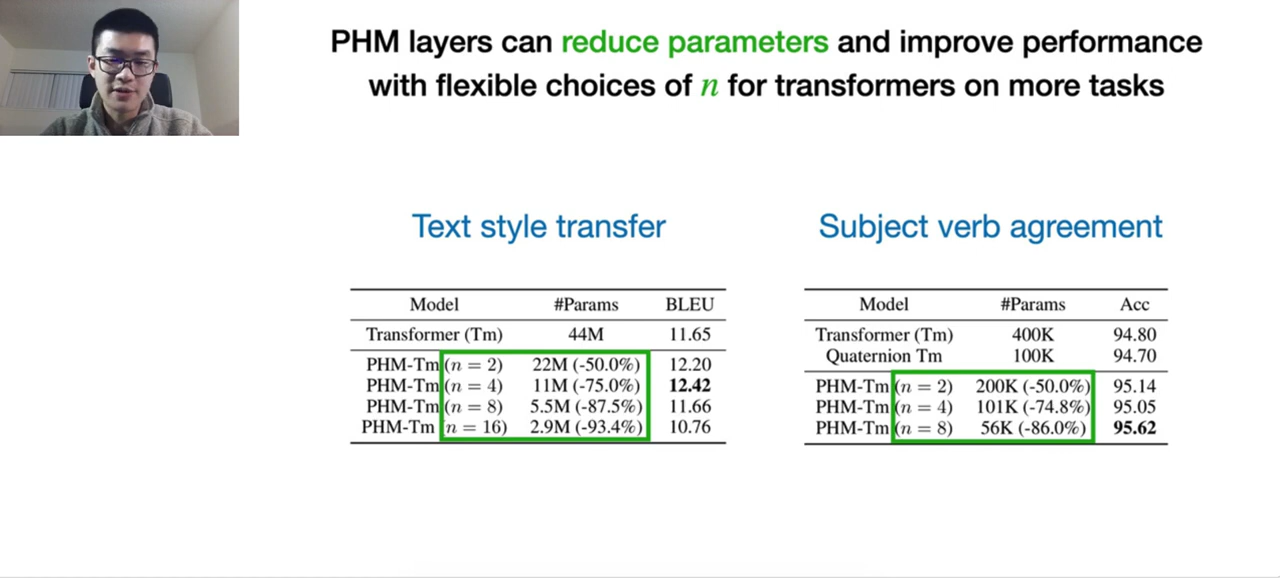 PHM layers can reduce parameters and improve performance
with flexible choices of n for transformers on more tasks
Text style transfer
Model #Params BLEU
Transformer (Tm) 44M 11.65
PHM-Tm (n = 2) 22M (-50.0%) 12.20
PHM-Tm (n = 4) 11M (-75.0%) 12.42
PHM-Tm (n = 8) 5.5M (-87.5%) 11.66
PHM-Tm (n = 16) 2.9M (-93.4%) 10.76
Subject verb agreement
Model #Params Acc
Transformer (Tm) 400K 94.80
Quaternion Tm 100K 94.70
PHM-Tm (n = 2) 200K (-50.0%) 95.14
PHM-Tm (n = 4) 101K (-74.8%) 95.05
PHM-Tm (n = 8) 56K (-86.0%) 95.62